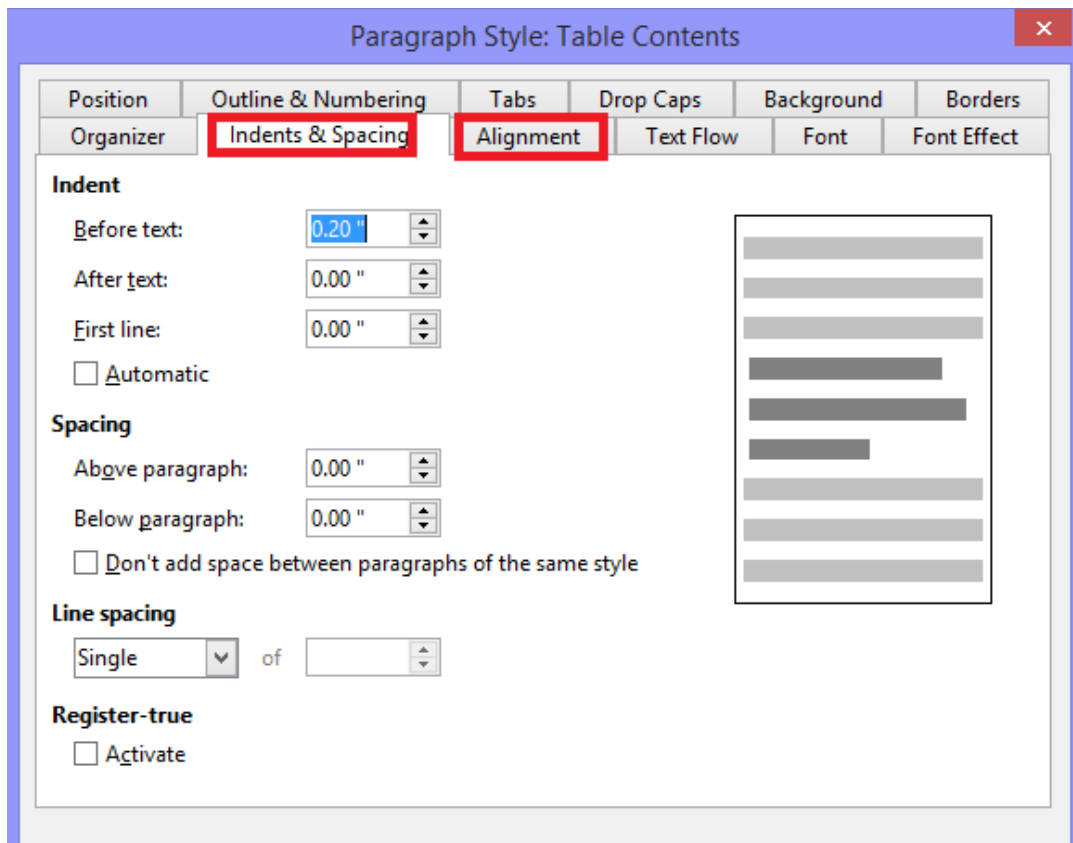 Paragraph Style: Table Contents
Position Outline & Numbering Tabs Drop Caps Background Borders
Organizer Indents & Spacing Alignment Text Flow Font Font Effect
Indent
Before text: 0.20 "
After text: 0.00 "
First line: 0.00 "
Automatic
Spacing
Above paragraph: 0.00 "
Below paragraph: 0.00 "
Don't add space between paragraphs of the same style
Line spacing
Single of
Register-true
Activate